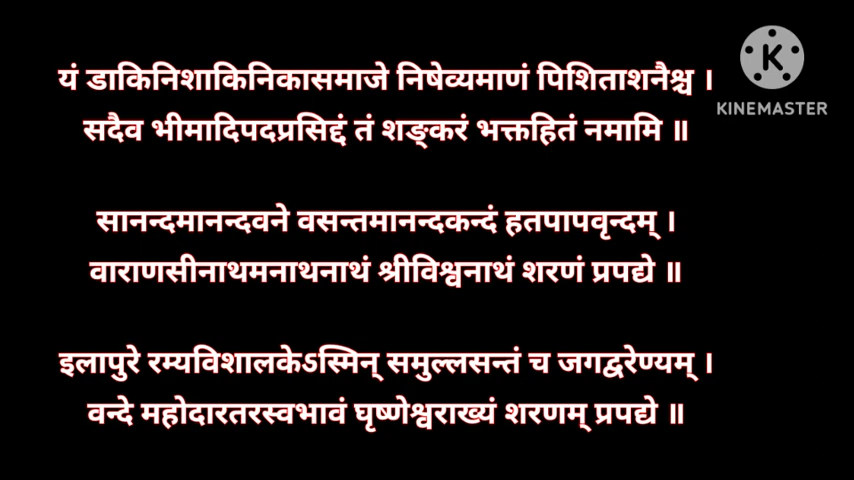 यं डाकिनिशाकिनिकासमाजे निषेव्यमाणं पिशिताशनैश्च ।
सदैव भीमादिपदप्रसिद्दं तं शङ्करं भक्तहितं नमामि ॥
सानन्दमानन्दवने वसन्तमानन्दकन्दं हतपापवृन्दम् ।
वाराणसीनाथमनाथनाथं श्रीविश्वनाथं शरणं प्रपद्ये ॥
इलापुरे रम्यविशालकेऽस्मिन् समुल्लसन्तं च जगद्वरेण्यम् ।
वन्दे महोदारतरस्वभावं घृष्णेश्वराख्यं शरणम् प्रपद्ये ॥
K
KINEMASTER